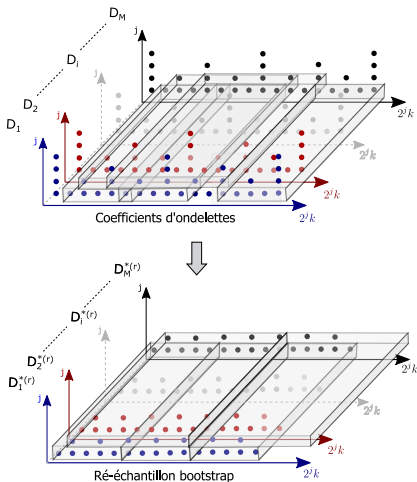 D_M
D_i
D_2
D_1
j
j
j
j
2^j k
2^j k
2^j k
2^j k
Coefficients d'ondelettes
D_M^{*(r)}
D_i^{*(r)}
D_2^{*(r)}
D_1^{*(r)}
j
j
j
j
2^j k
2^j k
2^j k
2^j k
Ré-échantillon bootstrap